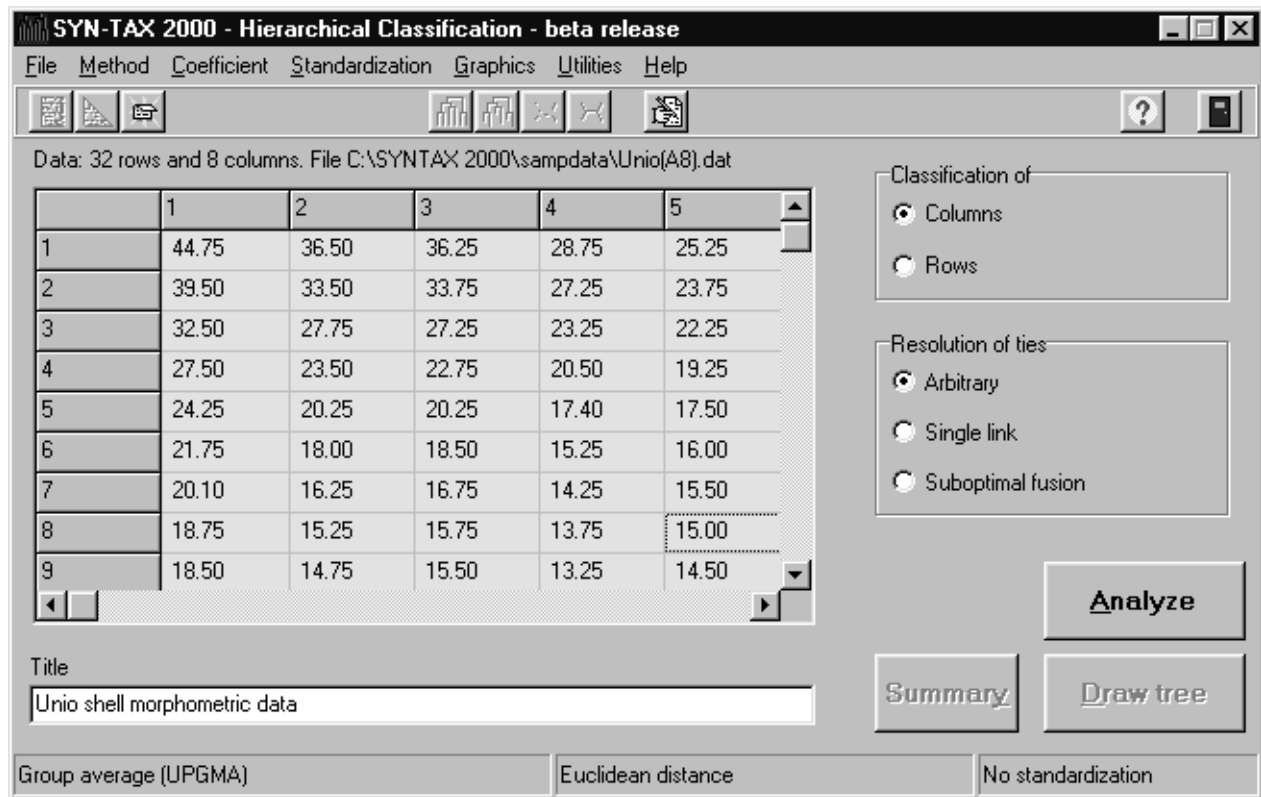 SYN-TAX 2000 - Hierarchical Classification - beta release
File Method Coefficient Standardization Graphics Utilities Help
Data: 32 rows and 8 columns. File C:\SYNTAX 2000\sampdata\Unio(A8).dat
1 2 3 4 5
1 44.75 36.50 36.25 28.75 25.25
2 39.50 33.50 33.75 27.25 23.75
3 32.50 27.75 27.25 23.25 22.25
4 27.50 23.50 22.75 20.50 19.25
5 24.25 20.25 20.25 17.40 17.50
6 21.75 18.00 18.50 15.25 16.00
7 20.10 16.25 16.75 14.25 15.50
8 18.75 15.25 15.75 13.75 15.00
9 18.50 14.75 15.50 13.25 14.50
Classification of
Columns
Rows
Resolution of ties
Arbitrary
Single link
Suboptimal fusion
Analyze
Title
Unio shell morphometric data
Summary
Draw tree
Group average (UPGMA)
Euclidean distance
No standardization